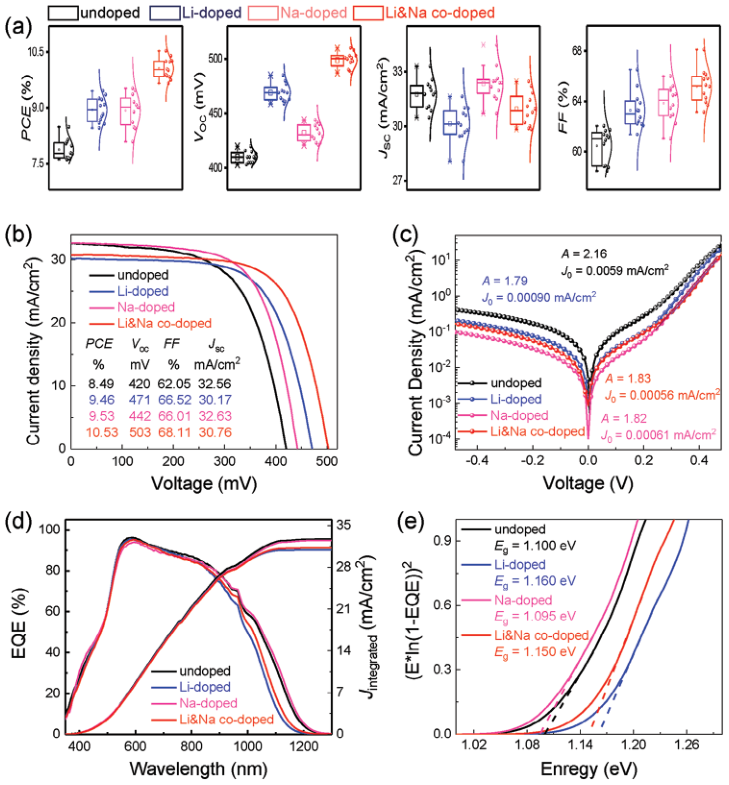 (a)
undoped Li-doped Na-doped Li&Na co-doped
PCE (%)
10.5
9.0
7.5
VOC (mV)
500
450
400
JSC (mA/cm2)
33
30
27
FF (%)
68
64
60
(b)
Current density (mA/cm2)
30
20
10
0
undoped
Li-doped
Na-doped
Li&Na co-doped
PCE Voc FF Jsc
% mV % mA/cm2
8.49 420 62.05 32.56
9.46 471 66.52 30.17
9.53 442 66.01 32.63
10.53 503 68.11 30.76
0 100 200 300 400 500
Voltage (mV)
(c)
Current Density (mA/cm2)
10^1
10^0
10^-1
10^-2
10^-3
10^-4
A = 2.16
J0 = 0.0059 mA/cm2
A = 1.79
J0 = 0.00090 mA/cm2
A = 1.83
J0 = 0.00056 mA/cm2
A = 1.82
J0 = 0.00061 mA/cm2
undoped
Li-doped
Na-doped
Li&Na co-doped
-0.4 -0.2 0.0 0.2 0.4
Voltage (V)
(d)
EQE (%)
100
80
60
40
20
0
undoped
Li-doped
Na-doped
Li&Na co-doped
400 600 800 1000 1200
Wavelength (nm)
35
28
21
14
7
0
Jintegrated (mA/cm2)
(e)
(E*ln(1-EQE))2
0.9
0.6
0.3
0.0
undoped
Eg = 1.100 eV
Li-doped
Eg = 1.160 eV
Na-doped
Eg = 1.095 eV
Li&Na co-doped
Eg = 1.150 eV
1.02 1.08 1.14 1.20 1.26
Enregy (eV)